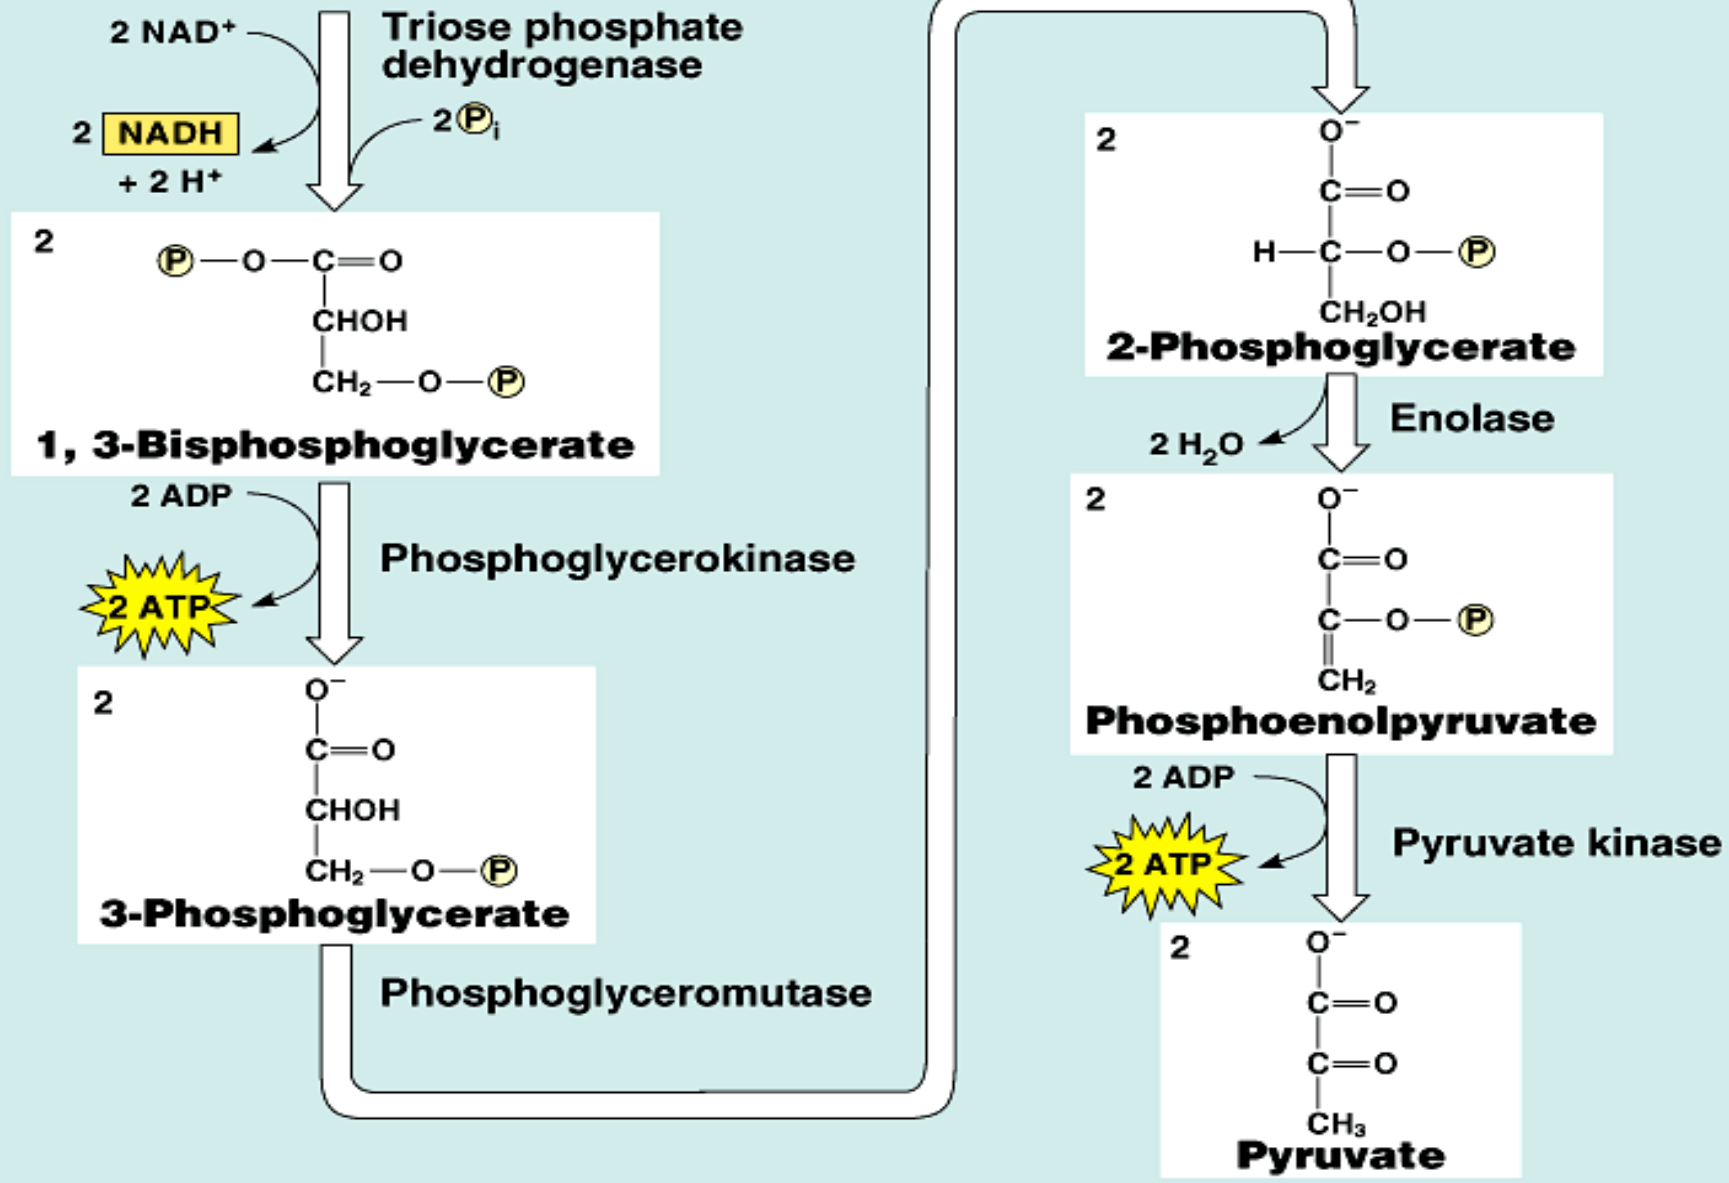 2 NAD⁺
Triose phosphate
dehydrogenase
2 NADH
+ 2 H⁺
2 Pᵢ
2
P—O—C=O
CHOH
CH₂—O—P
1, 3-Bisphosphoglycerate
2 ADP
2 ATP
Phosphoglycerokinase
2
O⁻
C=O
CHOH
CH₂—O—P
3-Phosphoglycerate
Phosphoglyceromutase
2
O⁻
C=O
H—C—O—P
CH₂OH
2-Phosphoglycerate
2 H₂O
Enolase
2
O⁻
C=O
C—O—P
CH₂
Phosphoenolpyruvate
2 ADP
2 ATP
Pyruvate kinase
2
O⁻
C=O
C=O
CH₃
Pyruvate